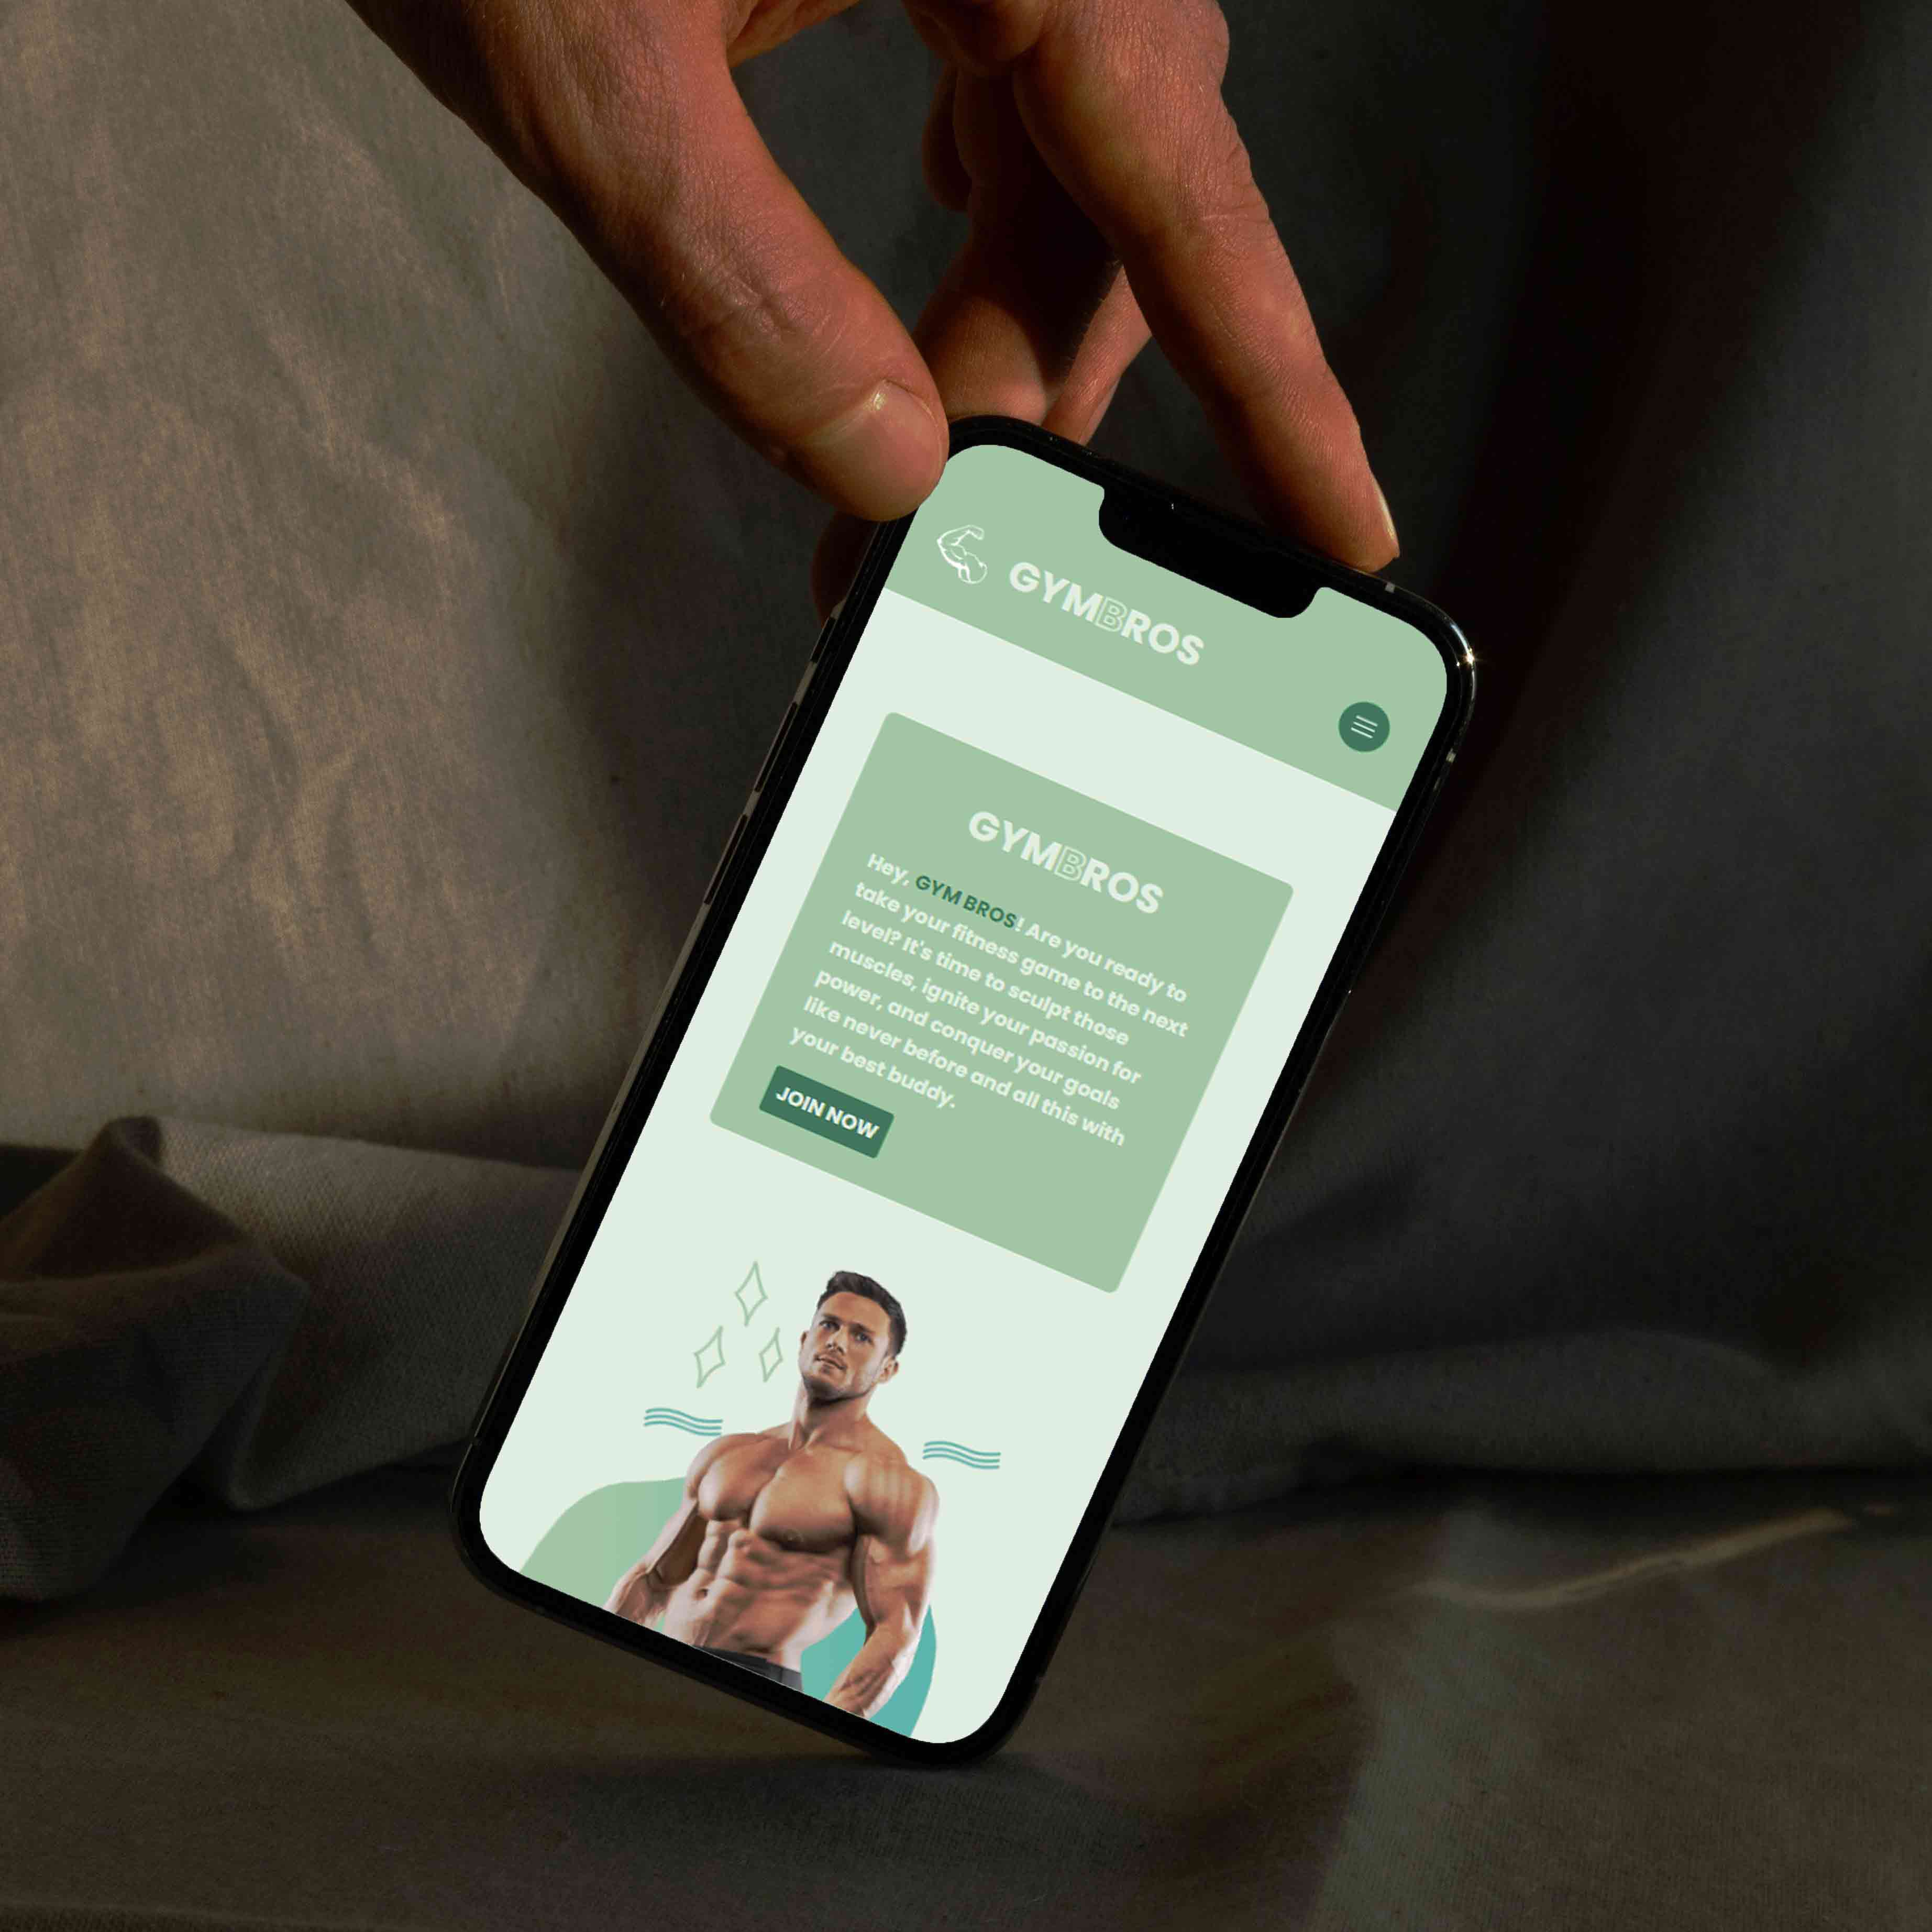 GYMBROS
GYMBROS
Hey, GYM BROS! Are you ready to
take your fitness game to the next
level? It's time to sculpt those
muscles, ignite your passion for
power, and conquer your goals
like never before and all this with
your best buddy.
JOIN NOW